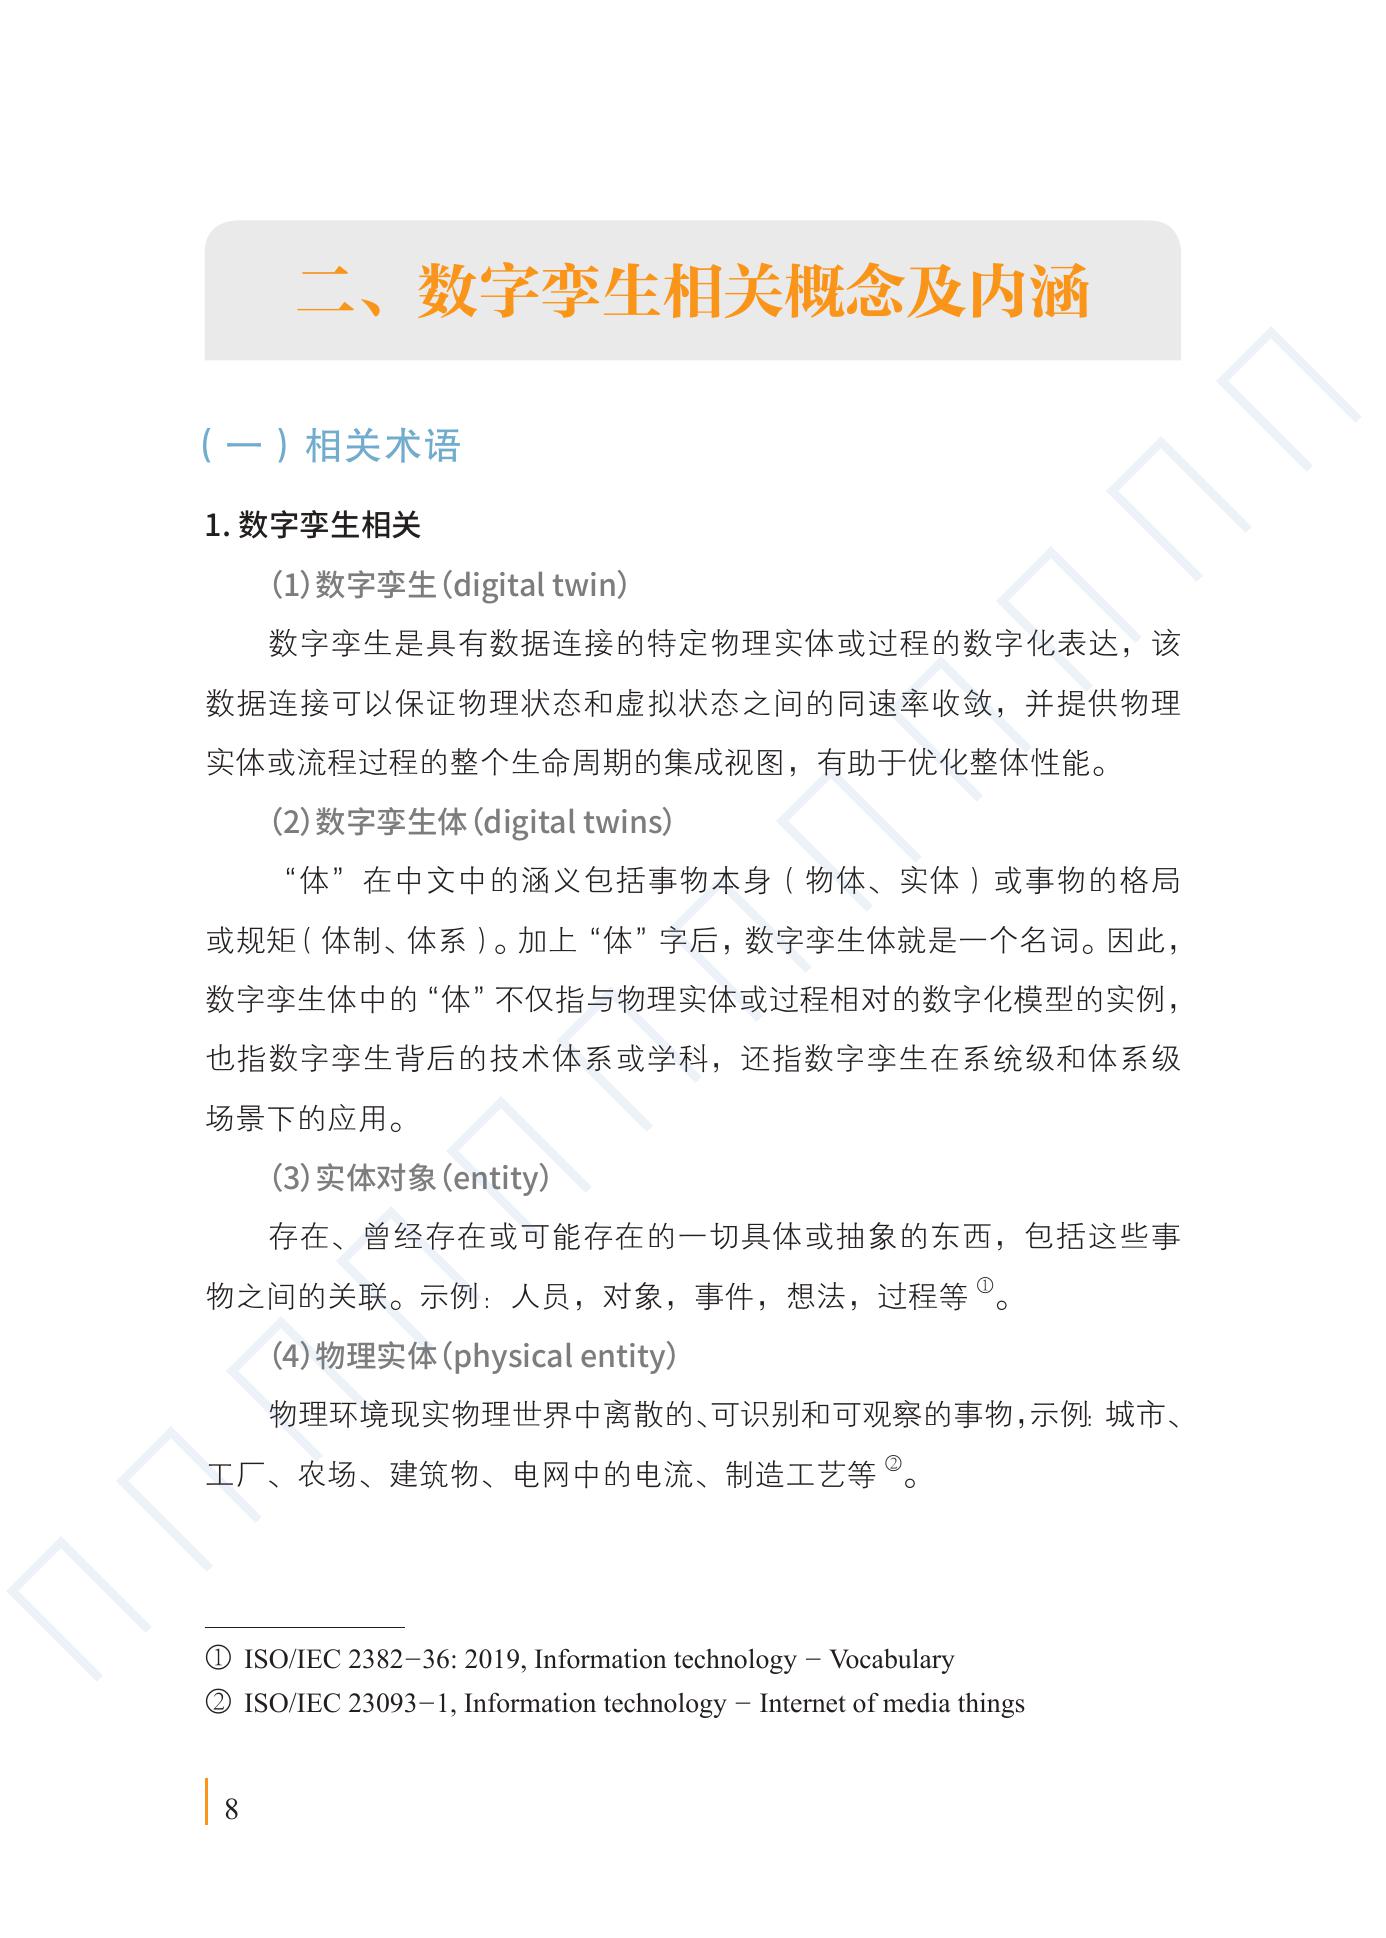 二、数字孪生相关概念及内涵
（一）相关术语
1. 数字孪生相关
（1）数字孪生（digital twin）
数字孪生是具有数据连接的特定物理实体或过程的数字化表达，该
数据连接可以保证物理状态和虚拟状态之间的同速率收敛，并提供物理
实体或流程过程的整个生命周期的集成视图，有助于优化整体性能。
（2）数字孪生体（digital twins）
“体”在中文中的涵义包括事物本身（物体、实体）或事物的格局
或规矩（体制、体系）。加上“体”字后，数字孪生体就是一个名词。因此，
数字孪生体中的“体”不仅指与物理实体或过程相对的数字化模型的实例，
也指数字孪生背后的技术体系或学科，还指数字孪生在系统级和体系级
场景下的应用。
（3）实体对象（entity）
存在、曾经存在或可能存在的一切具体或抽象的东西，包括这些事
物之间的关联。示例：人员，对象，事件，想法，过程等①。
（4）物理实体（physical entity）
物理环境现实物理世界中离散的、可识别和可观察的事物，示例：城市、
工厂、农场、建筑物、电网中的电流、制造工艺等②。
① ISO/IEC 2382−36: 2019, Information technology − Vocabulary
② ISO/IEC 23093−1, Information technology − Internet of media things
8